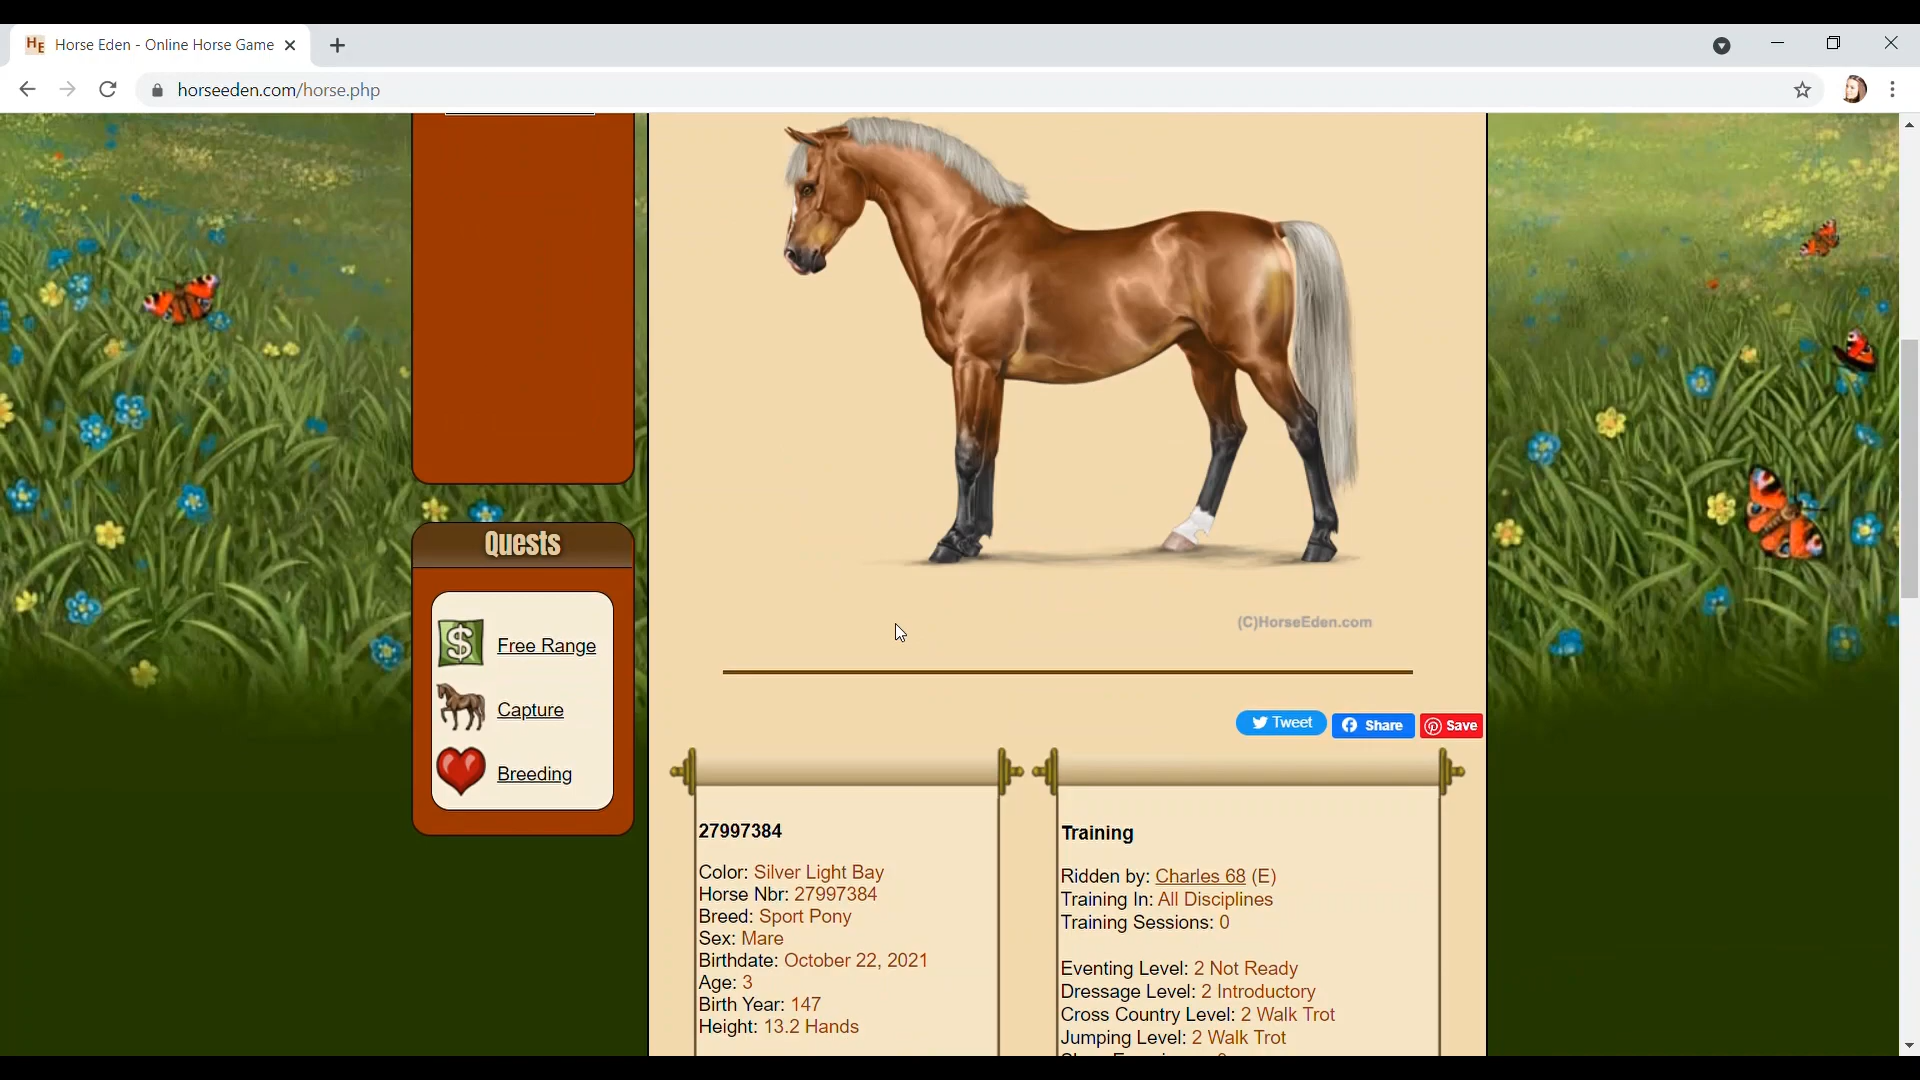 HE Horse Eden - Online Horse Game
horseeden.com/horse.php
Quests
Free Range
Capture
Breeding
(C)HorseEden.com
Tweet Share Save
27997384
Color: Silver Light Bay
Horse Nbr: 27997384
Breed: Sport Pony
Sex: Mare
Birthdate: October 22, 2021
Age: 3
Birth Year: 147
Height: 13.2 Hands
Training
Ridden by: Charles 68 (E)
Training In: All Disciplines
Training Sessions: 0
Eventing Level: 2 Not Ready
Dressage Level: 2 Introductory
Cross Country Level: 2 Walk Trot
Jumping Level: 2 Walk Trot